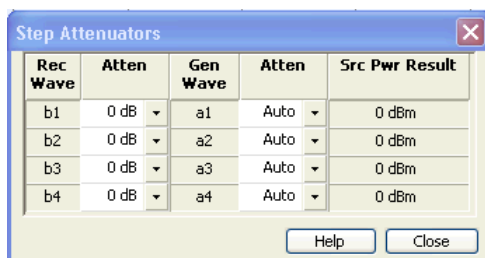 Step Attenuators
Rec Wave Atten Gen Wave Atten Src Pwr Result
b1 0 dB a1 Auto 0 dBm
b2 0 dB a2 Auto 0 dBm
b3 0 dB a3 Auto 0 dBm
b4 0 dB a4 Auto 0 dBm
Help Close